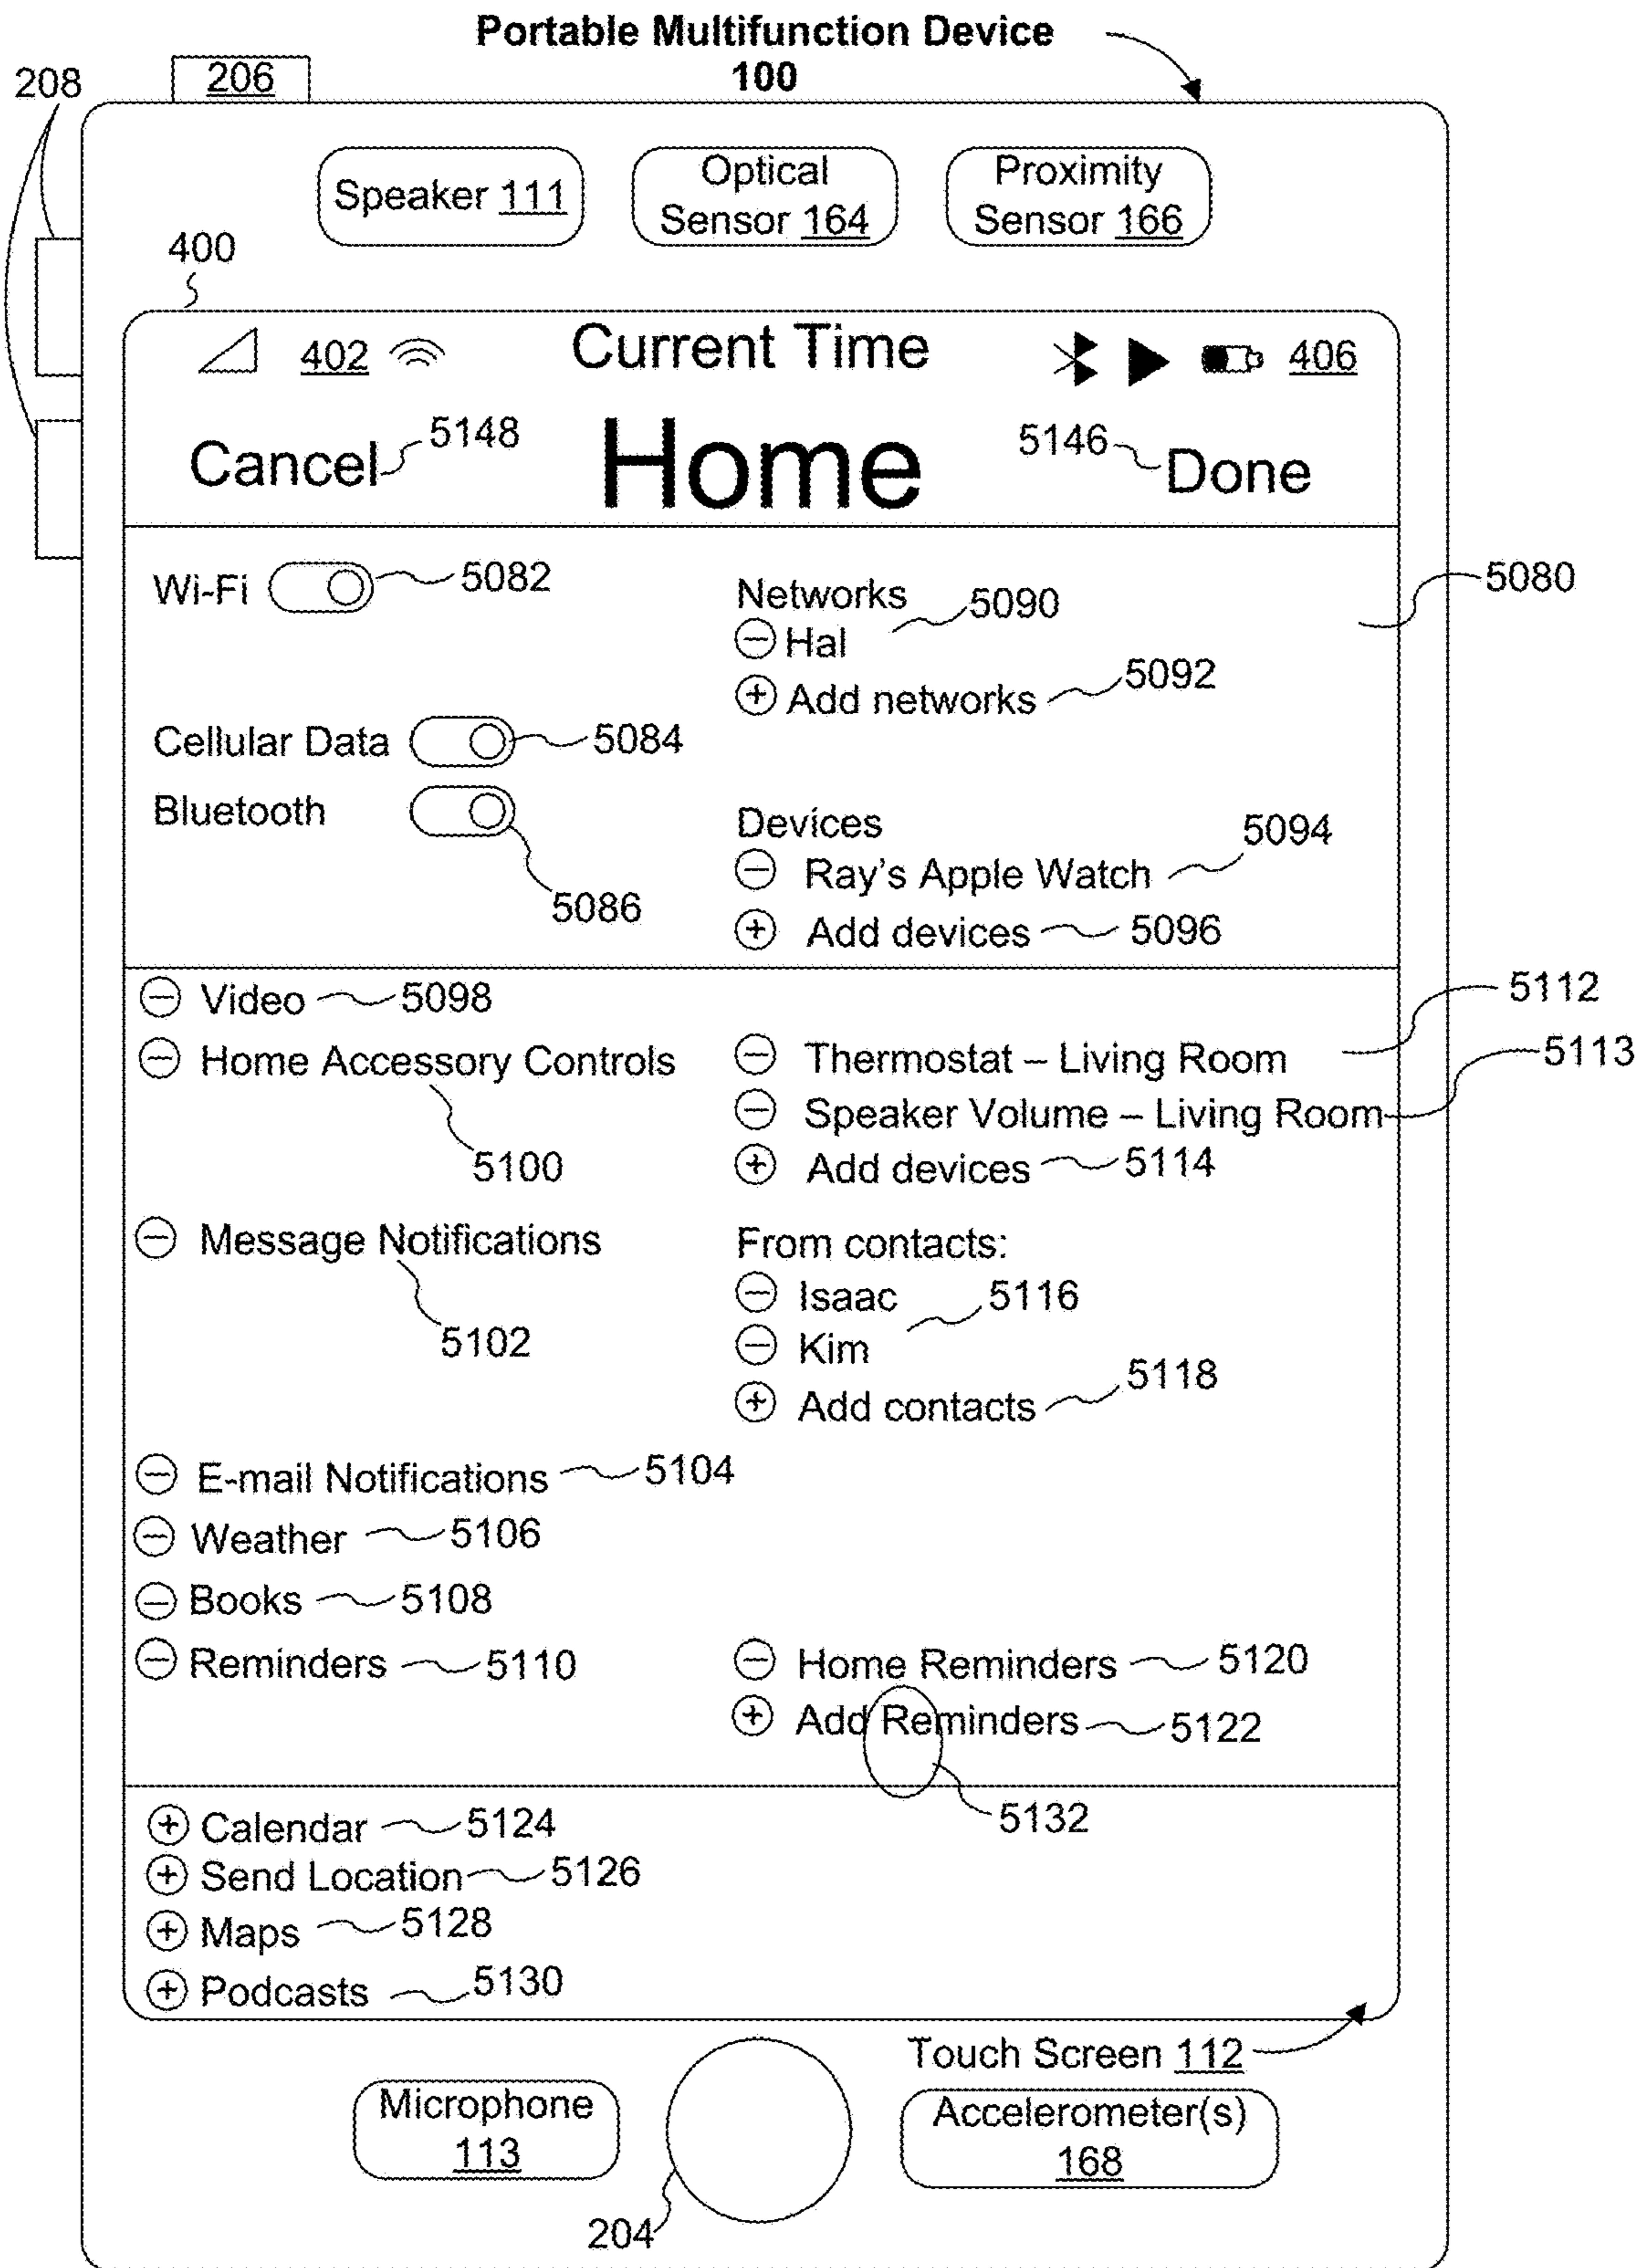 Portable Multifunction Device
100
206
208
Speaker 111
Optical
Sensor 164
Proximity
Sensor 166
400
402
Current Time
406
Cancel
5148
Home
5146
Done
Wi-Fi
5082
Networks
5090
5080
Hal
Add networks
5092
Cellular Data
5084
Bluetooth
5086
Devices
5094
Ray's Apple Watch
Add devices
5096
Video
5098
5112
Home Accessory Controls
5100
Thermostat – Living Room
5113
Speaker Volume – Living Room
Add devices
5114
Message Notifications
5102
From contacts:
Isaac
5116
Kim
5118
Add contacts
E-mail Notifications
5104
Weather
5106
Books
5108
Reminders
5110
Home Reminders
5120
Add Reminders
5122
5132
Calendar
5124
Send Location
5126
Maps
5128
Podcasts
5130
Touch Screen 112
Microphone
113
Accelerometer(s)
168
204